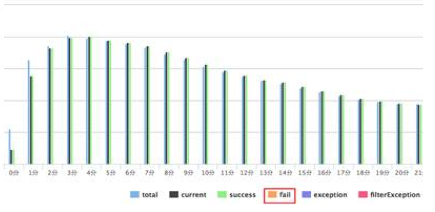 0分 1分 2分 3分 4分 5分 6分 7分 8分 9分 10分 11分 12分 13分 14分 15分 16分 17分 18分 19分 20分 21
total current success fail exception filterException